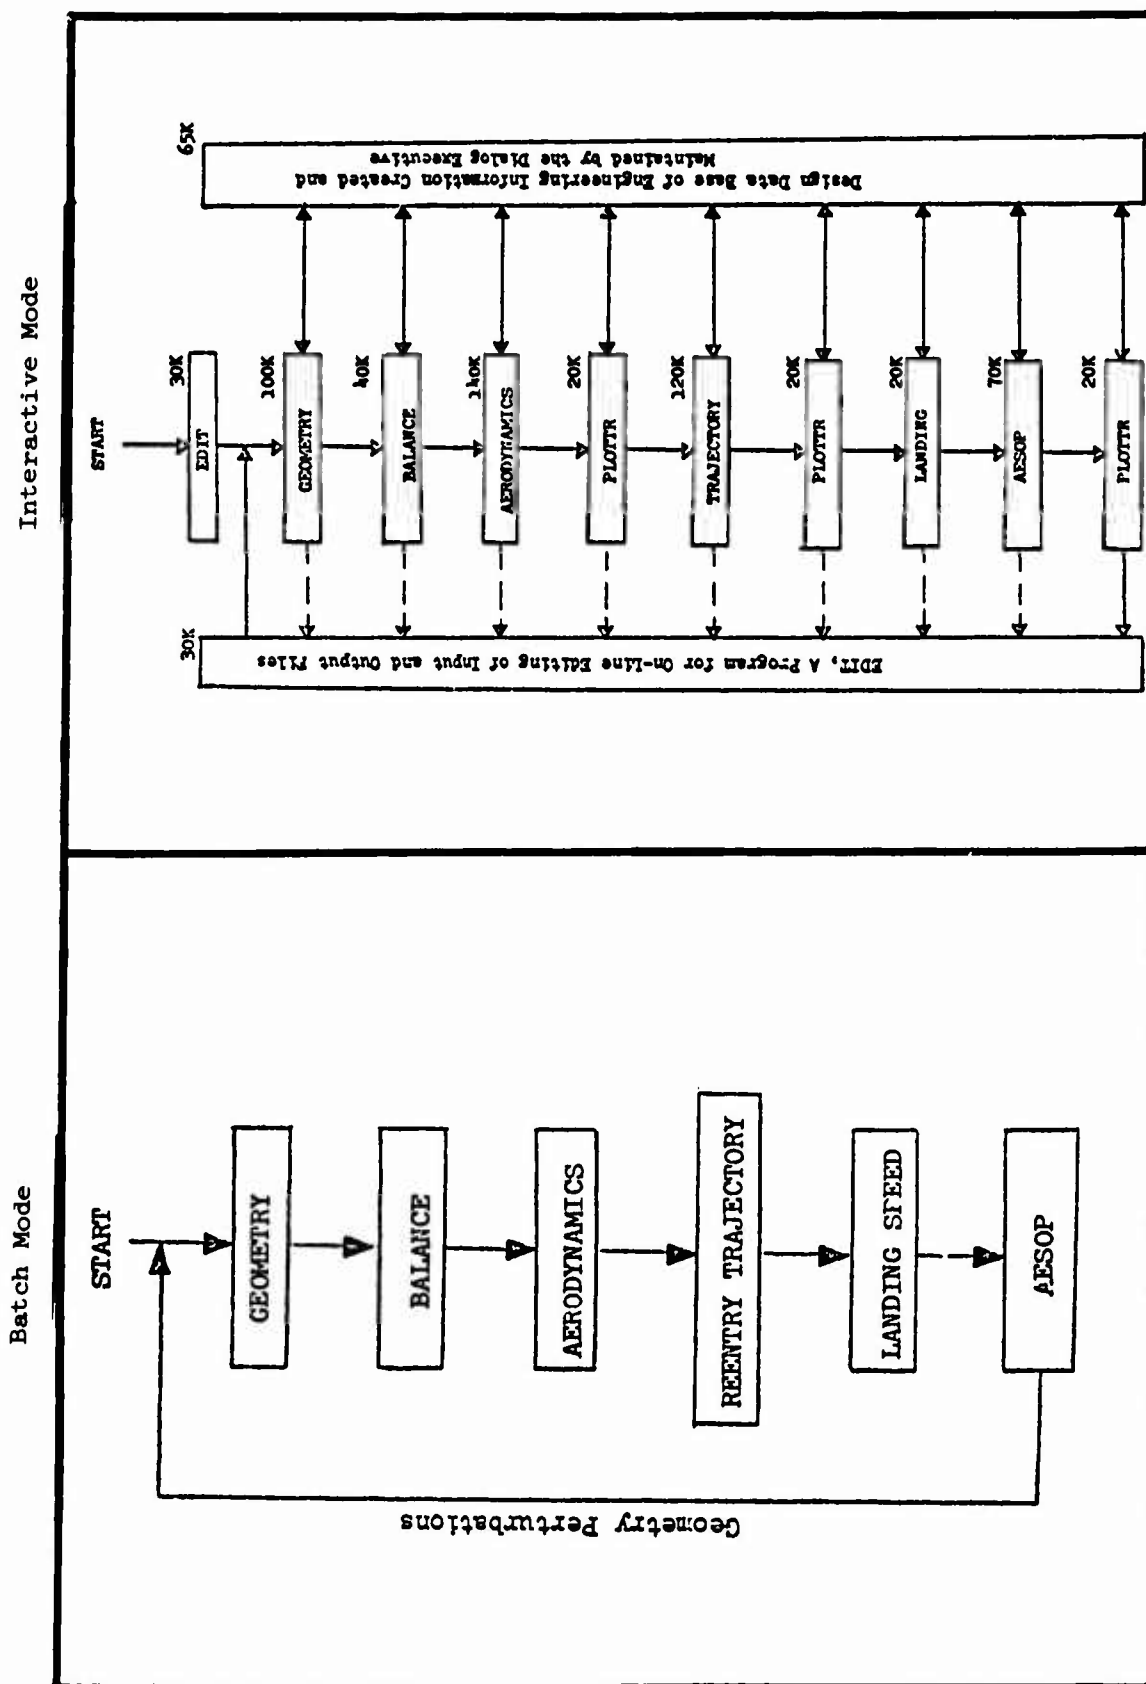 Batch Mode
START
GEOMETRY
BALANCE
AERODYNAMICS
REENTRY TRAJECTORY
LANDING SPEED
AESOP
Geometry Perturbations
Interactive Mode
START
30K
EDIT
100K
GEOMETRY
40K
BALANCE
140K
AERODYNAMICS
20K
PLOTTR
120K
TRAJECTORY
20K
PLOTTR
20K
LANDING
70K
AESOP
20K
PLOTTR
30K
EDIT, A Program for On-Line Editing of Input and Output Files
65K
Design Data Base of Engineering Information Created and
Maintained by the Dialog Executive